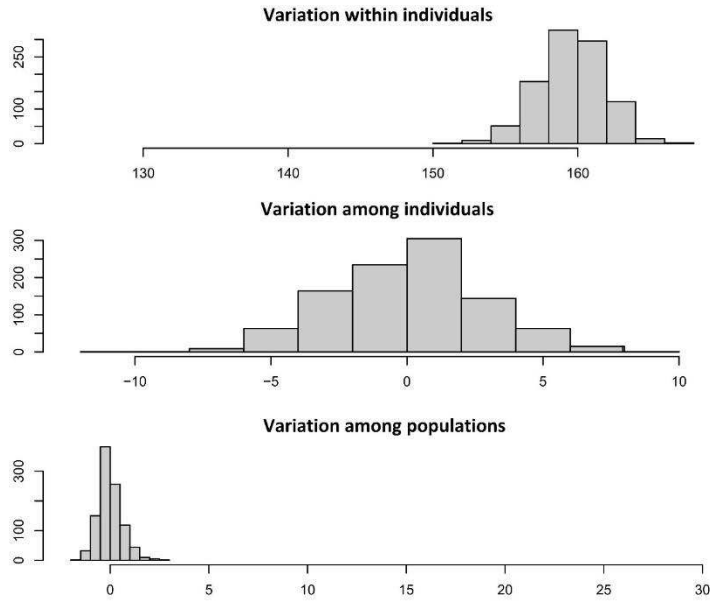 Variation within individuals
250
100
0
130 140 150 160
Variation among individuals
300
200
100
0
−10 −5 0 5 10
Variation among populations
300
100
0
0 5 10 15 20 25 30